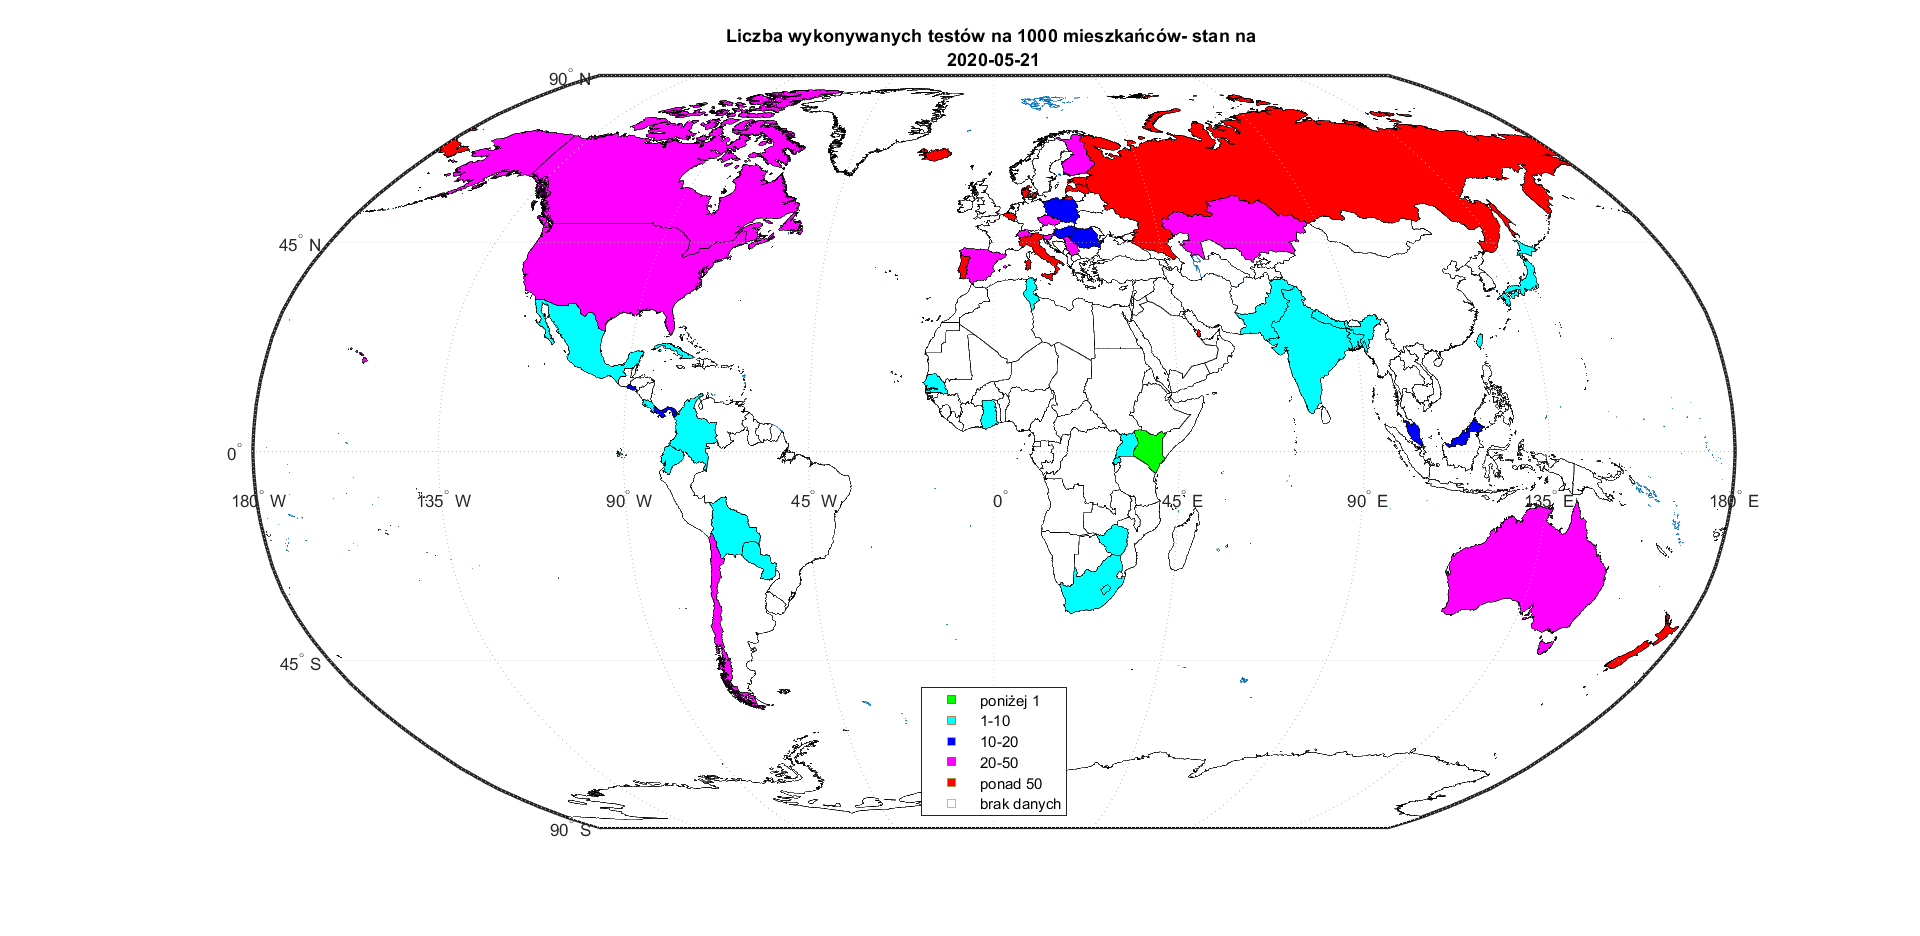 Liczba wykonywanych testów na 1000 mieszkańców- stan na
2020-05-21
90° N
45° N
0°
180° W
135° W
90° W
45° W
0°
45° E
90° E
135° E
180° E
45° S
90° S
poniżej 1
1-10
10-20
20-50
ponad 50
brak danych